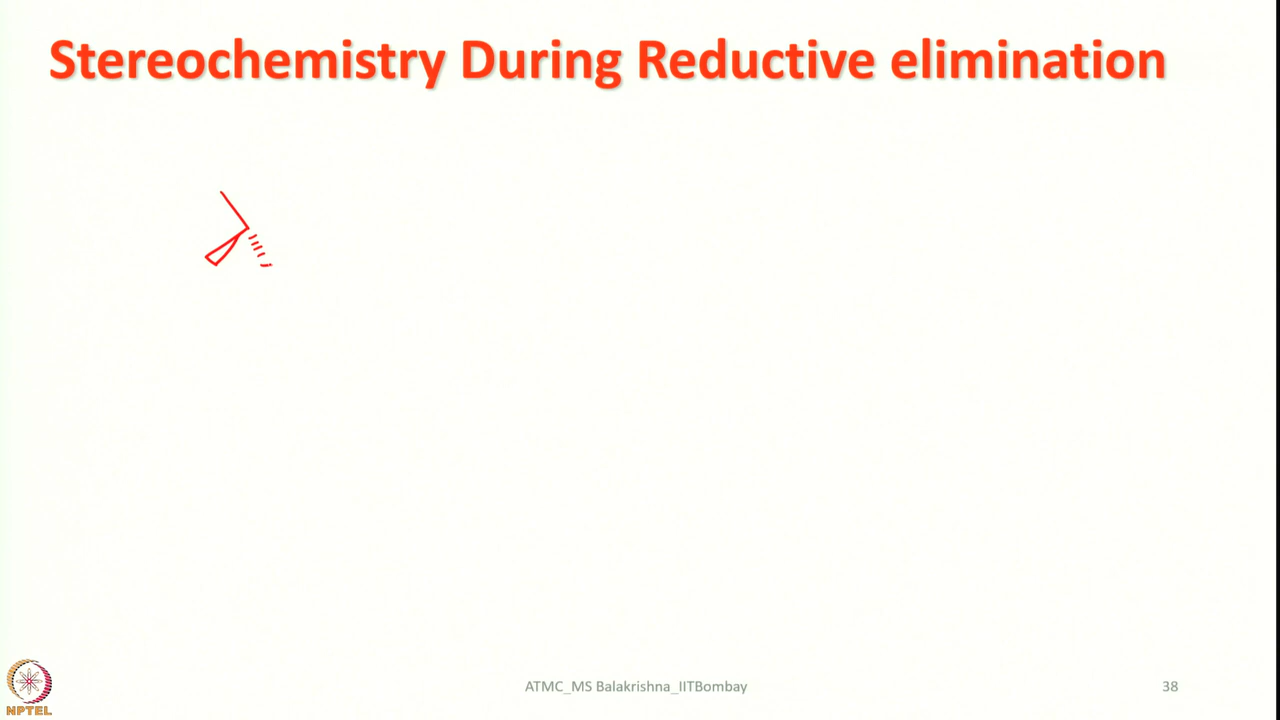 Stereochemistry During Reductive elimination
ATMC_MS Balakrishna_IITBombay
38
NPTEL